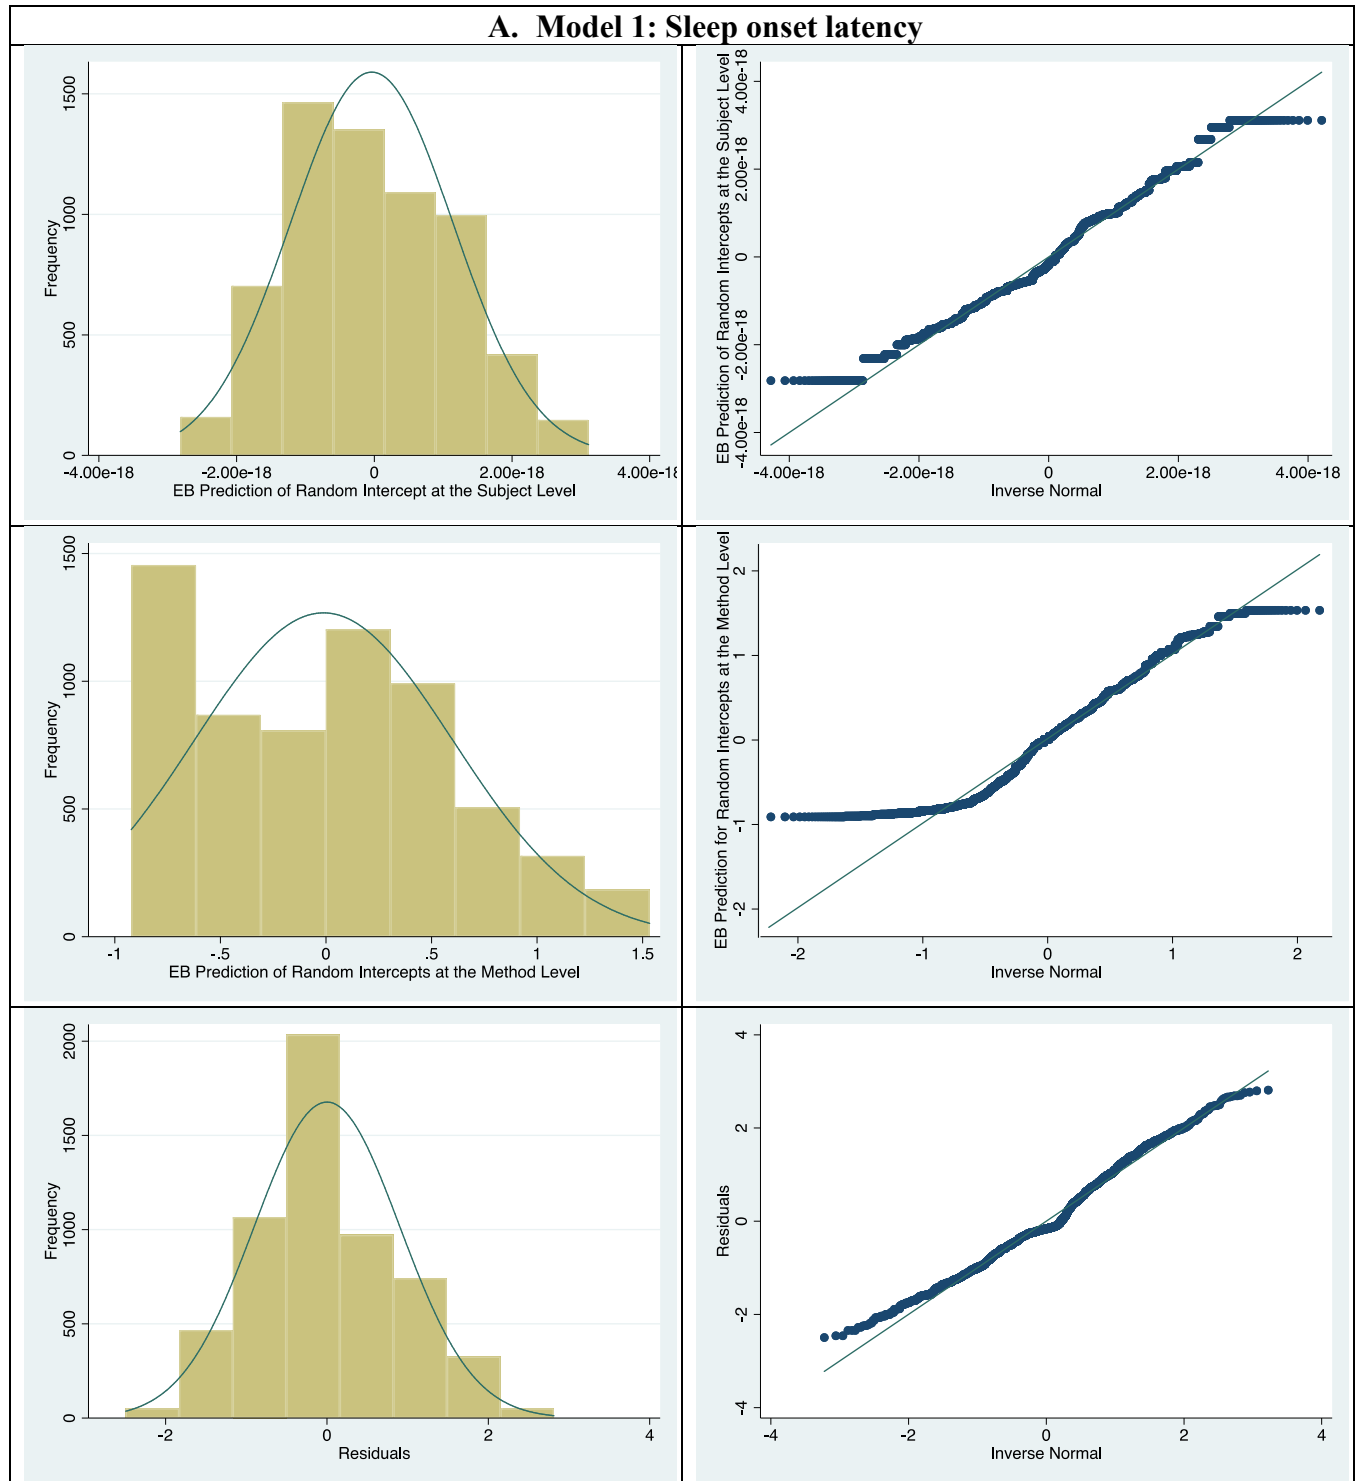 A. Model 1: Sleep onset latency
Frequency
1500
1000
500
0
-4.00e-18 -2.00e-18 0 2.00e-18 4.00e-18
EB Prediction of Random Intercept at the Subject Level
EB Prediction of Random Intercepts at the Subject Level
4.00e-18
2.00e-18
0
-2.00e-18
-4.00e-18
-4.00e-18 -2.00e-18 0 2.00e-18 4.00e-18
Inverse Normal
Frequency
1500
1000
500
0
-1 -.5 0 .5 1 1.5
EB Prediction of Random Intercepts at the Method Level
EB Prediction for Random Intercepts at the Method Level
2
1
0
-1
-2
-2 -1 0 1 2
Inverse Normal
Frequency
2000
1500
1000
500
0
-2 0 2 4
Residuals
Residuals
4
2
0
-2
-4
-4 -2 0 2 4
Inverse Normal